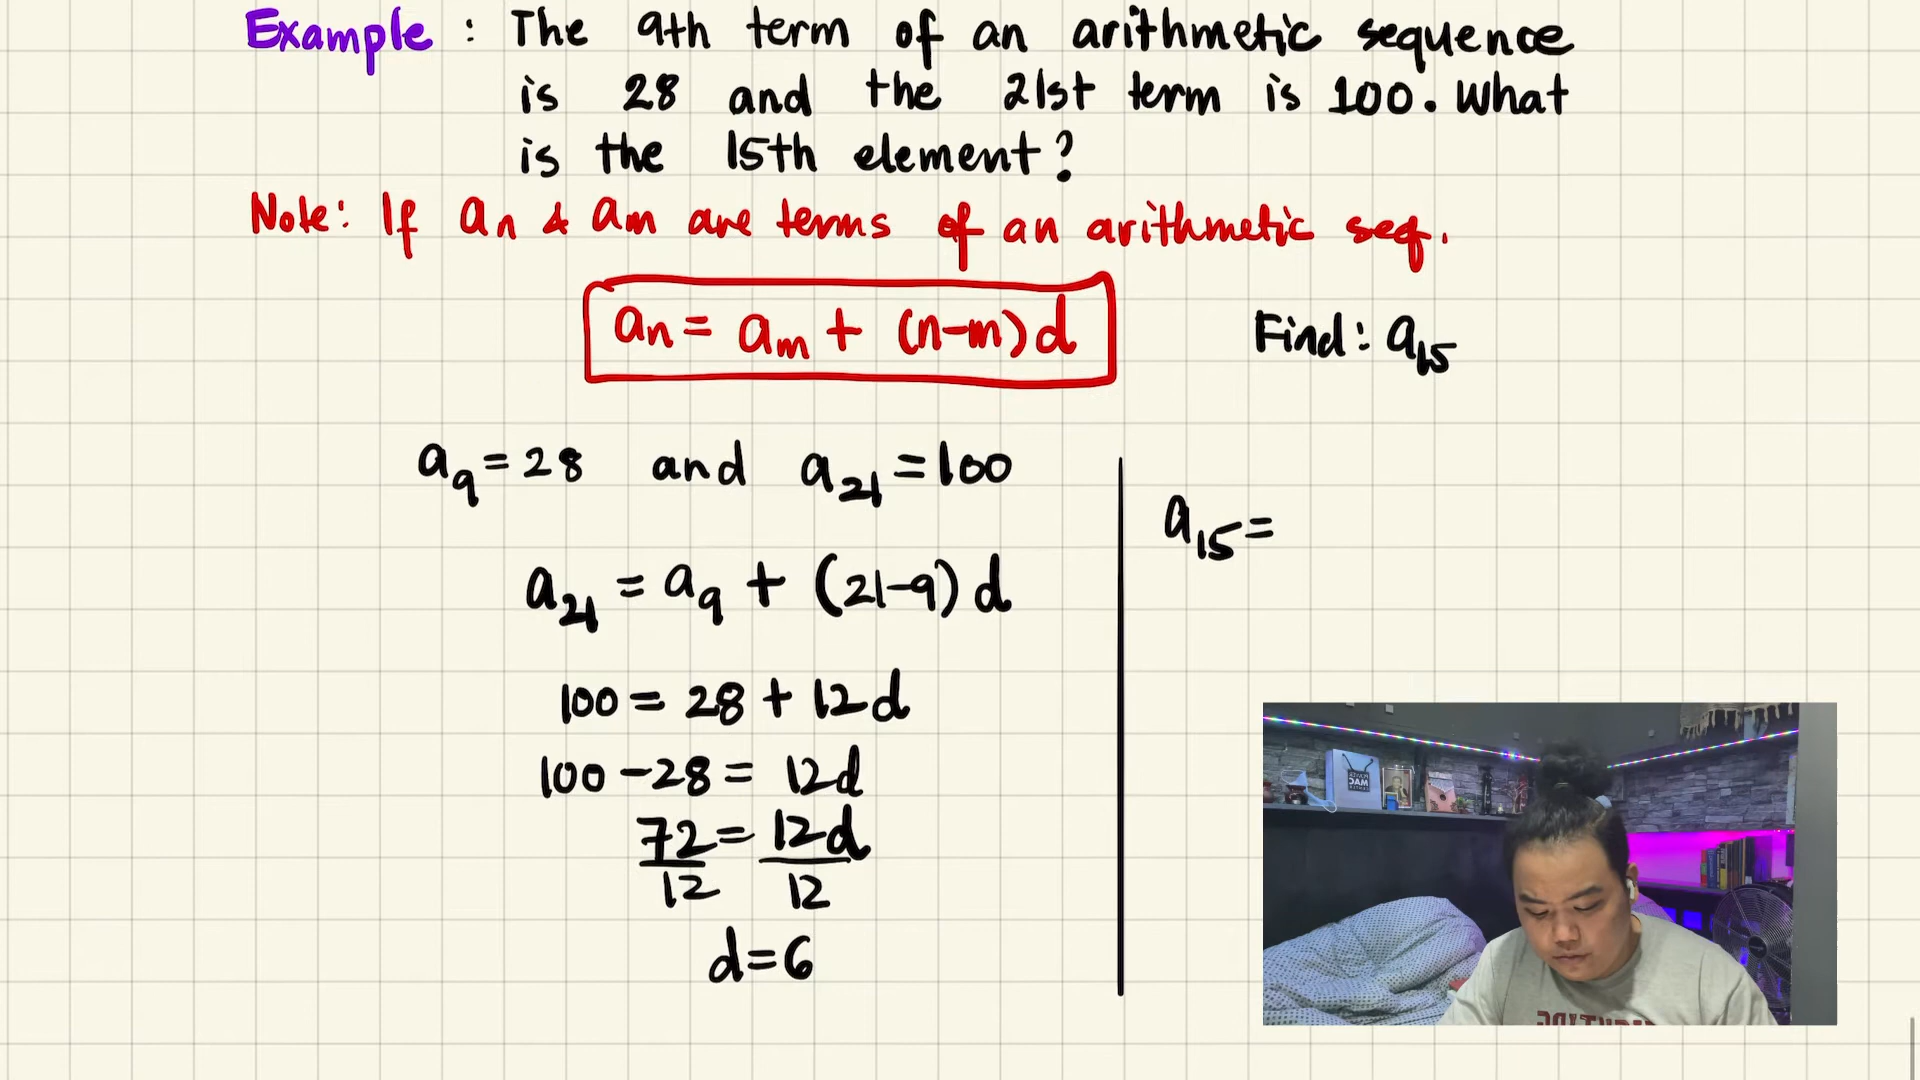 Example : The 9th term of an arithmetic sequence
is 28 and the 21st term is 100. What
is the 15th element?
Note: If an & am are terms of an arithmetic seq.
an = am + (n-m)d
Find: a15
a9 = 28 and a21 = 100
a21 = a9 + (21-9)d
100 = 28 + 12d
100 - 28 = 12d
72 = 12d
12 12
d = 6
a15 =